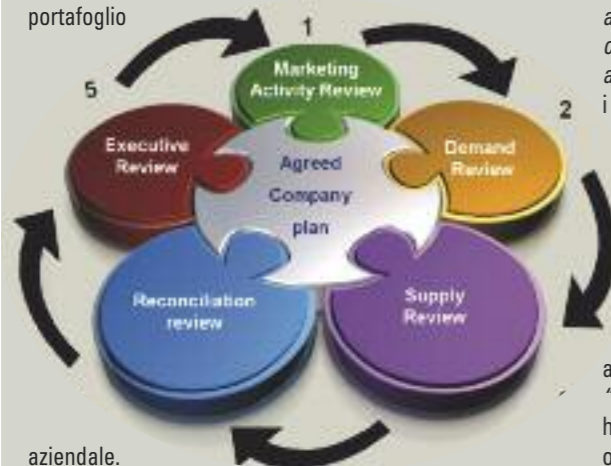 portafoglio
1
Marketing
Activity Review
5
2
Executive
Review
Demand
Review
Agreed
Company
plan
Reconciliation
review
Supply
Review
aziendale.
i